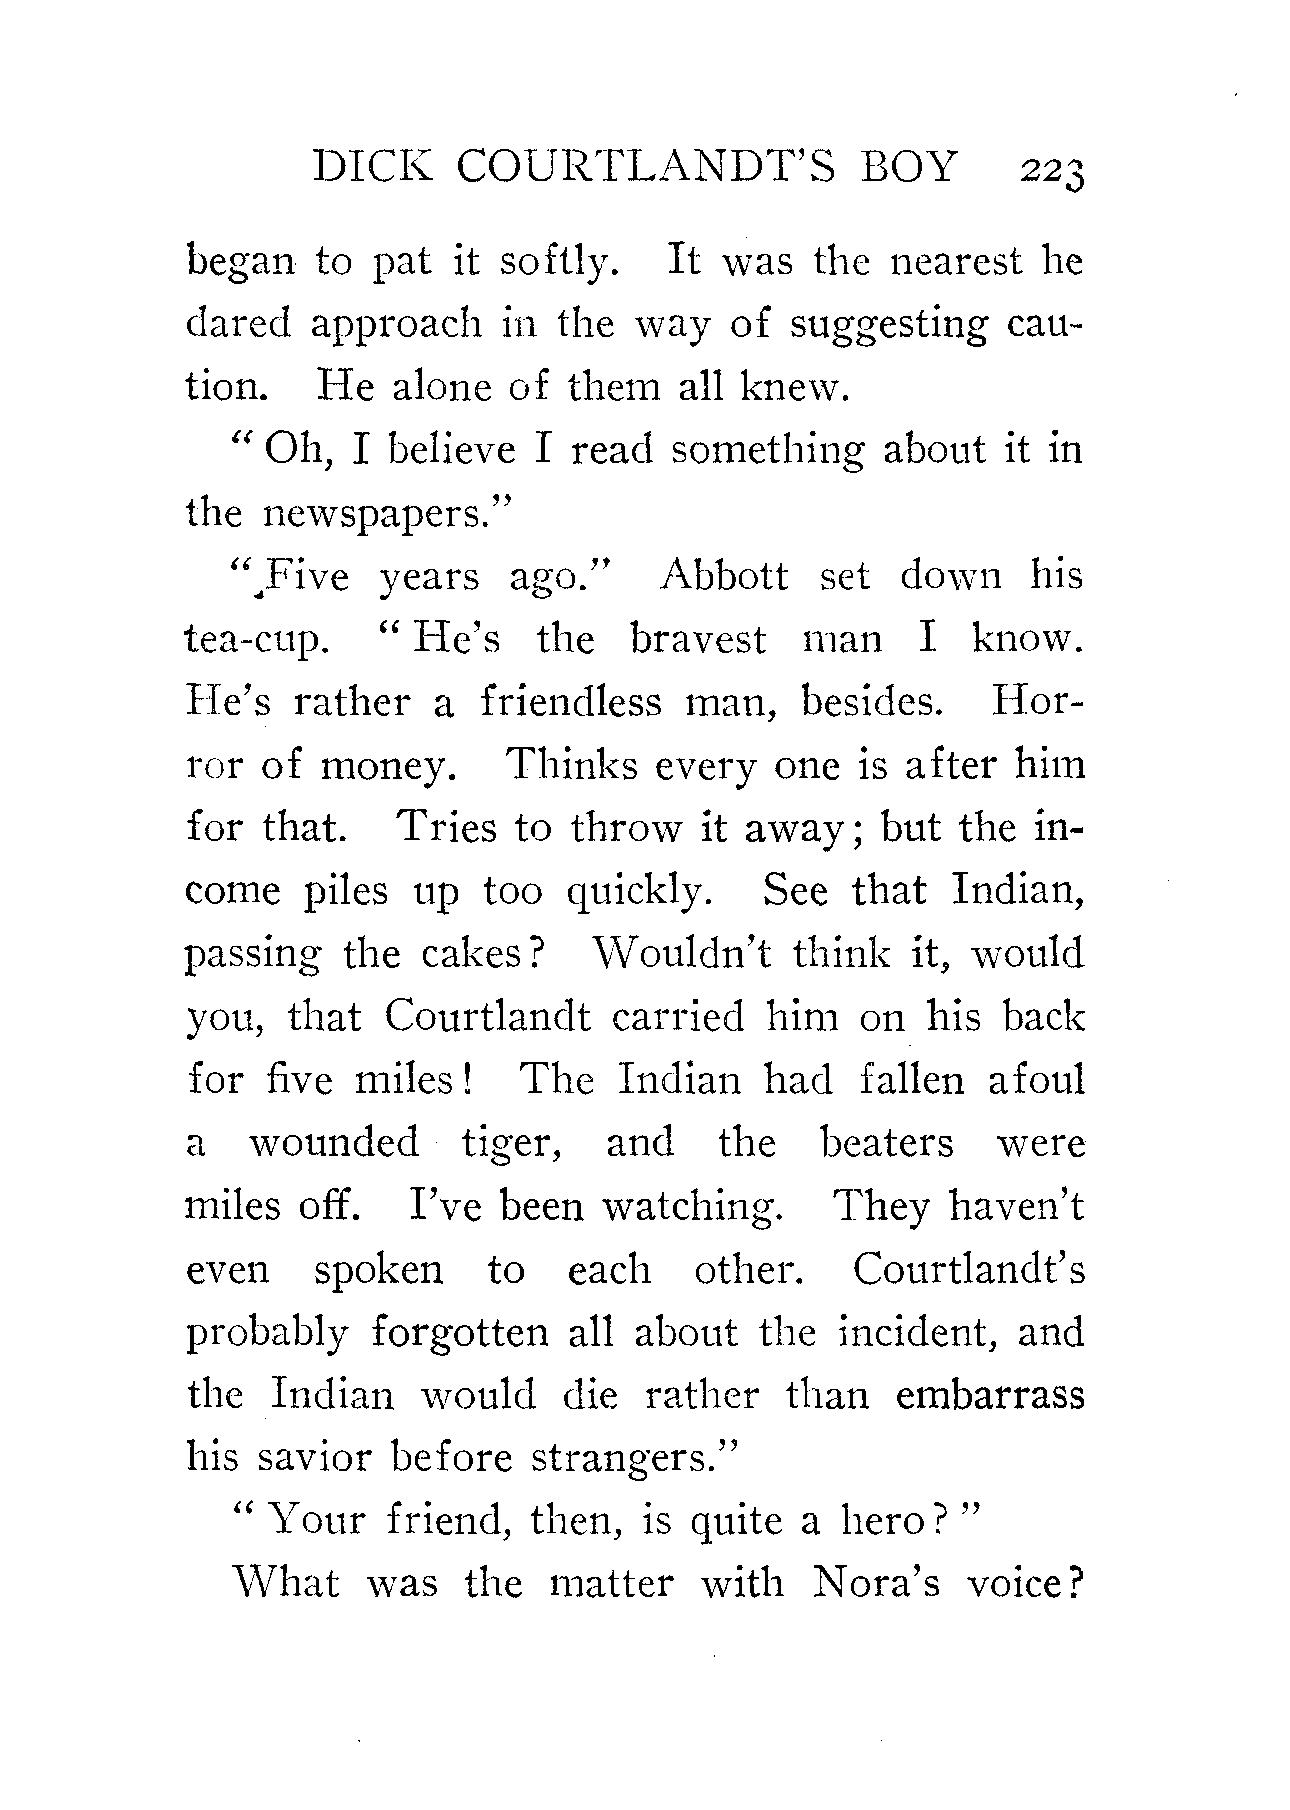 DICK COURTLANDT'S BOY 223
began to pat it softly. It was the nearest he
dared approach in the way of suggesting cau-
tion. He alone of them all knew.
" Oh, I believe I read something about it in
the newspapers."
"Five years ago." Abbott set down his
tea-cup. " He's the bravest man I know.
He's rather a friendless man, besides. Hor-
ror of money. Thinks every one is after him
for that. Tries to throw it away; but the in-
come piles up too quickly. See that Indian,
passing the cakes? Wouldn't think it, would
you, that Courtlandt carried him on his back
for five miles! The Indian had fallen afoul
a wounded tiger, and the beaters were
miles off. I've been watching. They haven't
even spoken to each other. Courtlandt's
probably forgotten all about the incident, and
the Indian would die rather than embarrass
his savior before strangers."
" Your friend, then, is quite a hero? "
What was the matter with Nora's voice?